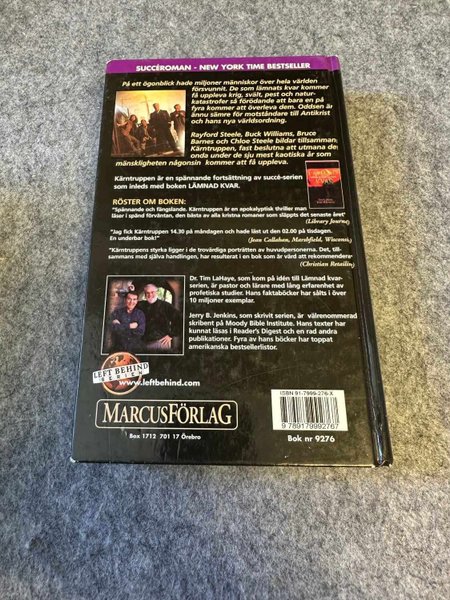 SUCCÉROMAN - NEW YORK TIME BESTSELLER
På ett ögonblick hade miljoner människor över hela världen
försvunnit. De som lämnats kvar kommer
få uppleva krig, svält, pest och natur-
katastrofer så förödande att bara en på
fyra kommer att överleva dem. Oddsen är
ännu sämre för motståndare till Antikrist
och hans nya världsordning.
Rayford Steele, Buck Williams, Bruce
Barnes och Chloe Steele bildar tillsammans
Kärntruppen, fast beslutna att utmana de
onda under de sju mest kaotiska år som
mänskligheten någonsin kommer att få uppleva.
Kärntruppen är en spännande fortsättning av succé-serien
som inleds med boken LÄMNAD KVAR.
RÖSTER OM BOKEN:
"Spännande och fängslande. Kärntruppen är en apokalyptisk thriller man
läser i spänd förväntan, den bästa av alla kristna romaner som släppts det senaste året"
(Library Journal
"Jag fick Kärntruppen 14.30 på måndagen och hade läst ut den 02.00 på tisdagen.
En underbar bok!"
(Jean Callahan, Marshfield, Wisconsin
"Kärntruppens styrka ligger i de trovärdiga porträtten av huvudpersonerna. Det, till-
sammans med själva handlingen, har resulterat i en bok som är värd att rekommendera"
(Christian Retailing
Dr. Tim LaHaye, som kom på idén till Lämnad kvar-
serien, är pastor och lärare med lång erfarenhet av
profetiska studier. Hans faktaböcker har sålts i över
10 miljoner exemplar.
Jerry B. Jenkins, som skrivit serien, är välrenommerad
skribent på Moody Bible Institute. Hans texter har
kunnat läsas i Reader's Digest och en rad andra
publikationer. Fyra av hans böcker har toppat
amerikanska bestsellerlistor.
LEFT BEHIND
SERIEN
www.leftbehind.com
MARCUSFÖRLAG
Box 1712 701 17 Örebro
ISBN 91-7999-276-X
9 789179 992767
Bok nr 9276